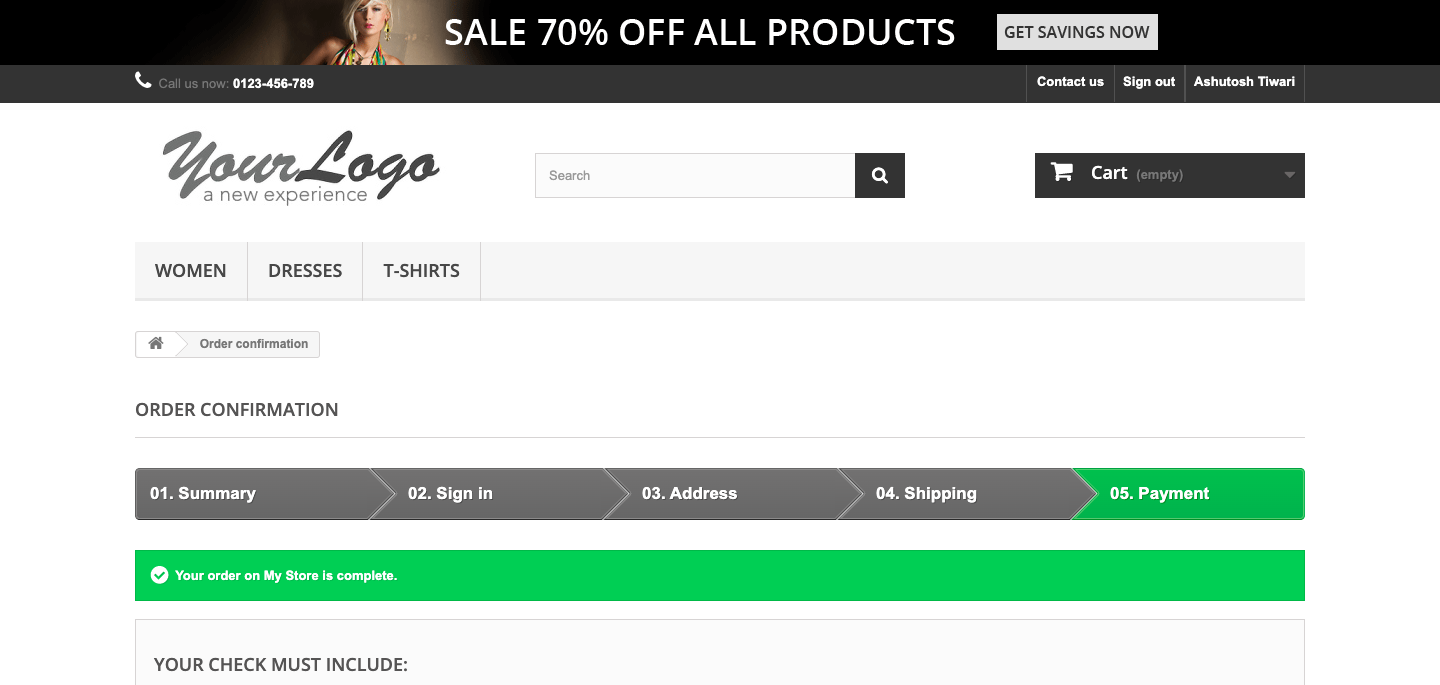 SALE 70% OFF ALL PRODUCTS GET SAVINGS NOW
Call us now: 0123-456-789 Contact us Sign out Ashutosh Tiwari
YourLogo
a new experience
Search
Cart (empty)
WOMEN DRESSES T-SHIRTS
Order confirmation
ORDER CONFIRMATION
01. Summary 02. Sign in 03. Address 04. Shipping 05. Payment
Your order on My Store is complete.
YOUR CHECK MUST INCLUDE: